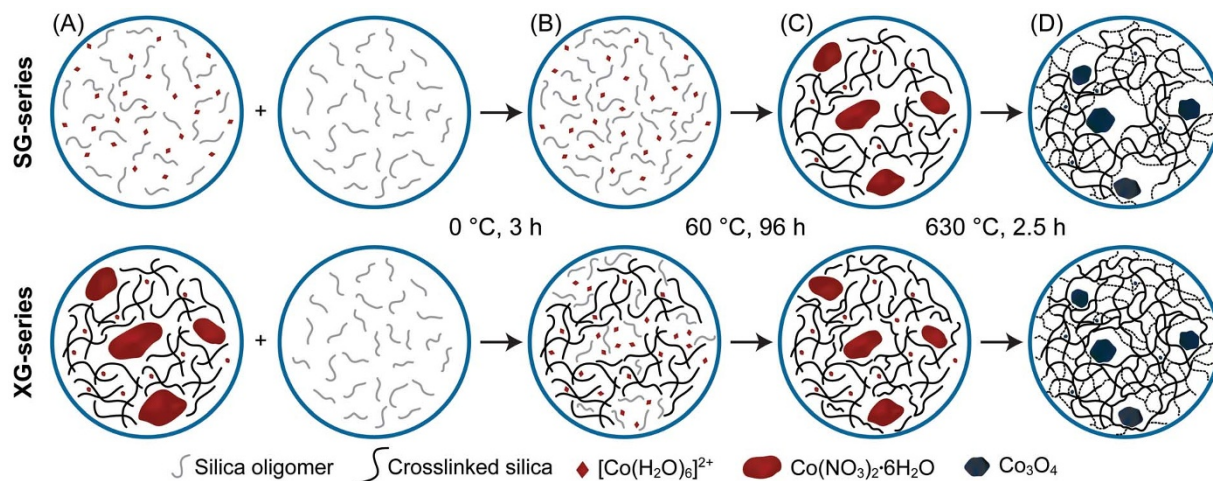 (A) (B) (C) (D)
SG-series
+
0 °C, 3 h 60 °C, 96 h 630 °C, 2.5 h
XG-series
+
Silica oligomer Crosslinked silica [Co(H₂O)₆]²⁺ Co(NO₃)₂·6H₂O Co₃O₄